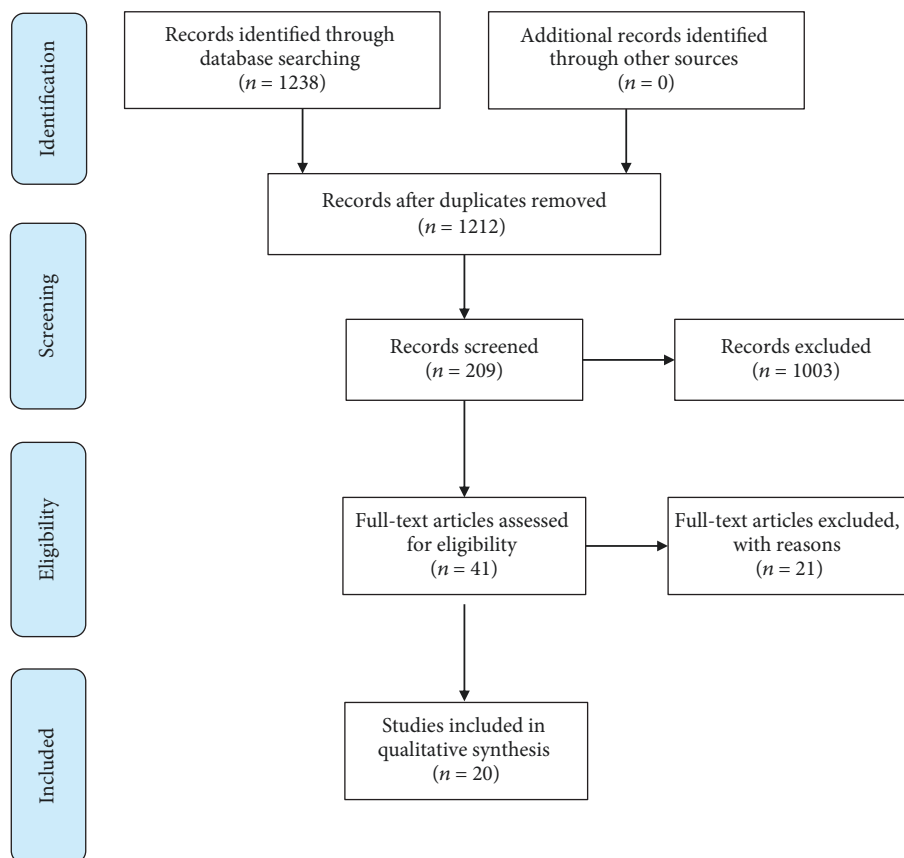 Identification
Records identified through
database searching
(n = 1238)
Additional records identified
through other sources
(n = 0)
Records after duplicates removed
(n = 1212)
Screening
Records screened
(n = 209)
Records excluded
(n = 1003)
Eligibility
Full-text articles assessed
for eligibility
(n = 41)
Full-text articles excluded,
with reasons
(n = 21)
Included
Studies included in
qualitative synthesis
(n = 20)